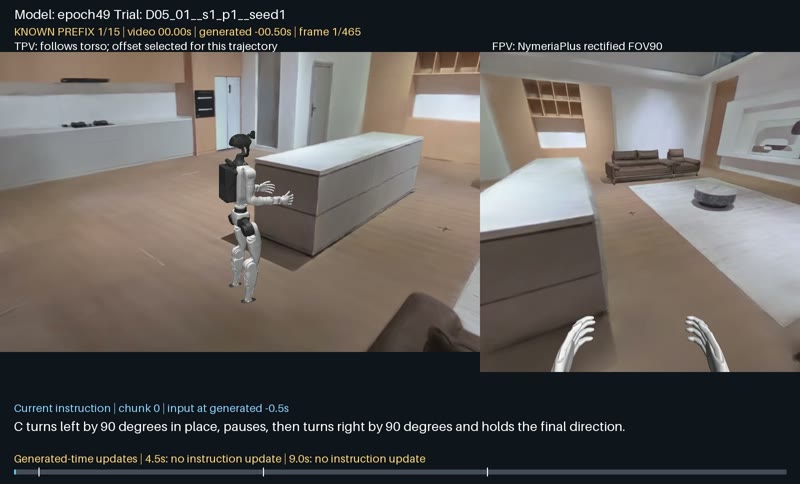 Model: epoch49 Trial: D05_01__s1_p1__seed1
KNOWN PREFIX 1/15 | video 00.00s | generated -00.50s | frame 1/465
TPV: follows torso; offset selected for this trajectory
FPV: NymeriaPlus rectified FOV90
Current instruction | chunk 0 | input at generated -0.5s
C turns left by 90 degrees in place, pauses, then turns right by 90 degrees and holds the final direction.
Generated-time updates | 4.5s: no instruction update | 9.0s: no instruction update